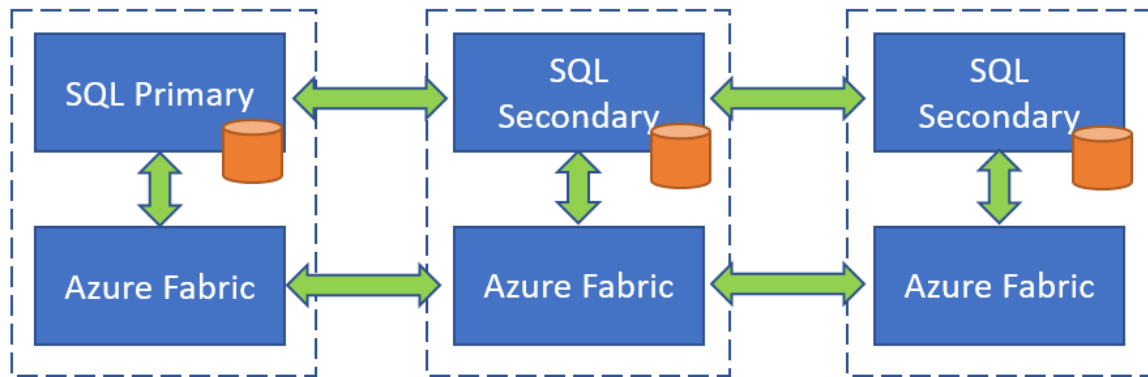 SQL Primary
SQL
Secondary
SQL
Secondary
Azure Fabric
Azure Fabric
Azure Fabric